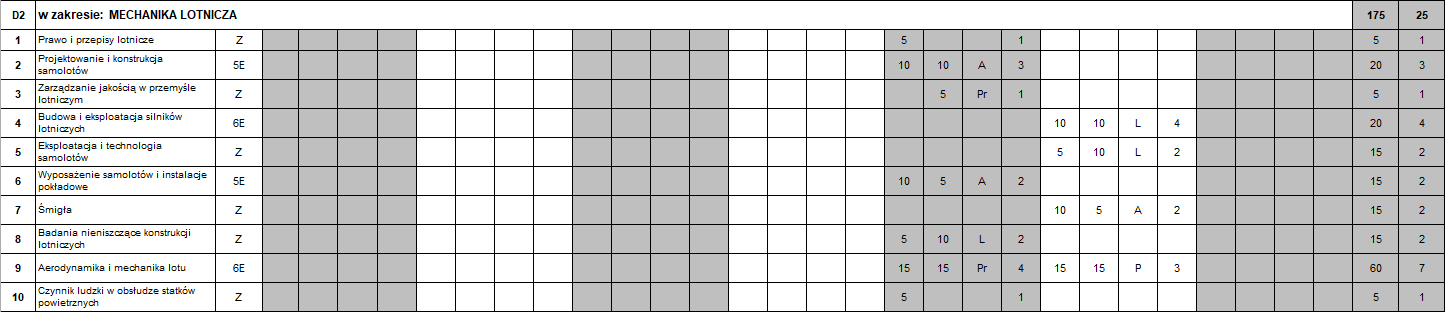 D2 w zakresie: MECHANIKA LOTNICZA 175 25
1 Prawo i przepisy lotnicze Z 5 1 5 1
2 Projektowanie i konstrukcja samolotów 5E 10 10 A 3 20 3
3 Zarządzanie jakością w przemyśle lotniczym Z 5 Pr 1 5 1
4 Budowa i eksploatacja silników lotniczych 6E 10 10 L 4 20 4
5 Eksploatacja i technologia samolotów Z 5 10 L 2 15 2
6 Wyposażenie samolotów i instalacje pokładowe 5E 10 5 A 2 15 2
7 Śmigła Z 10 5 A 2 15 2
8 Badania nieniszczące konstrukcji lotniczych Z 5 10 L 2 15 2
9 Aerodynamika i mechanika lotu 6E 15 15 Pr 4 15 15 P 3 60 7
10 Czynnik ludzki w obsłudze statków powietrznych Z 5 1 5 1